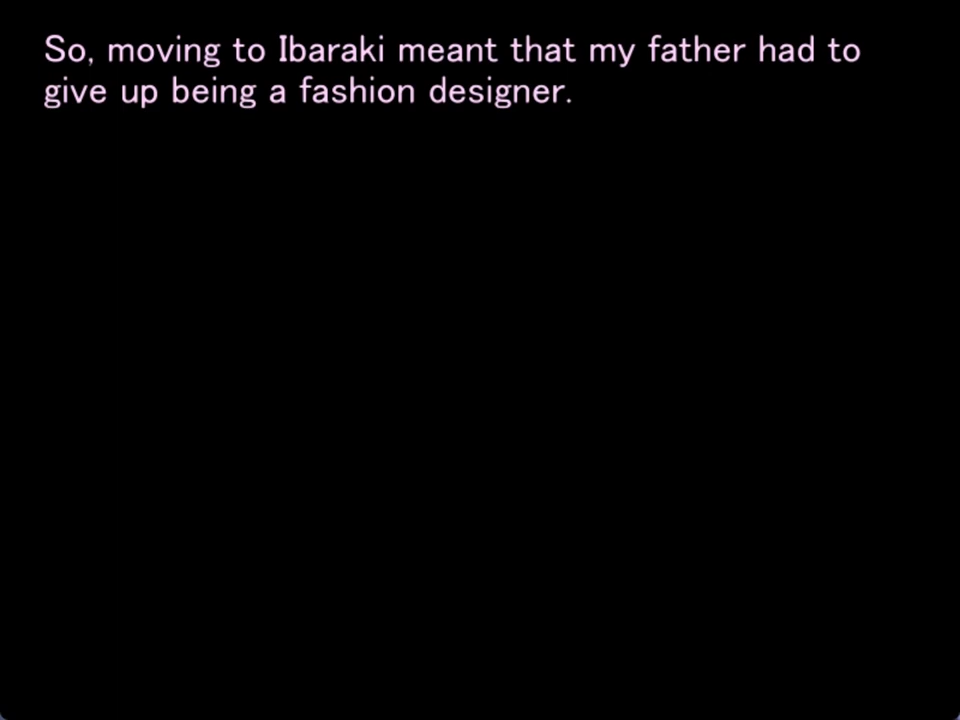 So, moving to Ibaraki meant that my father had to
give up being a fashion designer.